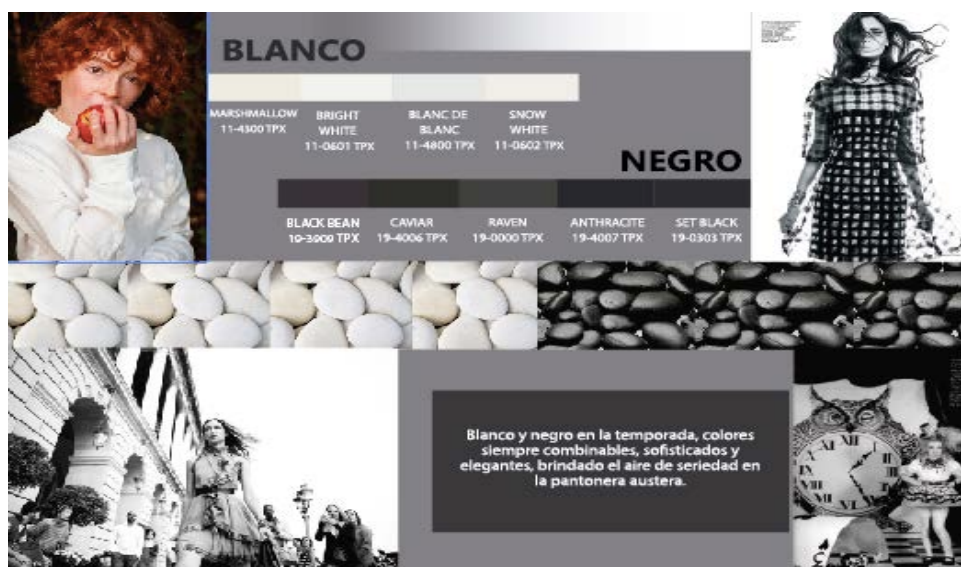 BLANCO
MARSHMALLOW
11-4300 TPX
BRIGHT
WHITE
11-0601 TPX
BLANC DE
BLANC
11-4800 TPX
SNOW
WHITE
11-0602 TPX
NEGRO
BLACK BEAN
19-3909 TPX
CAVIAR
19-4006 TPX
RAVEN
19-0000 TPX
ANTHRACITE
19-4007 TPX
SET BLACK
19-0303 TPX
Blanco y negro en la temporada, colores
siempre combinables, sofisticados y
elegantes, brindado el aire de seriedad en
la pantonera austera.
XII